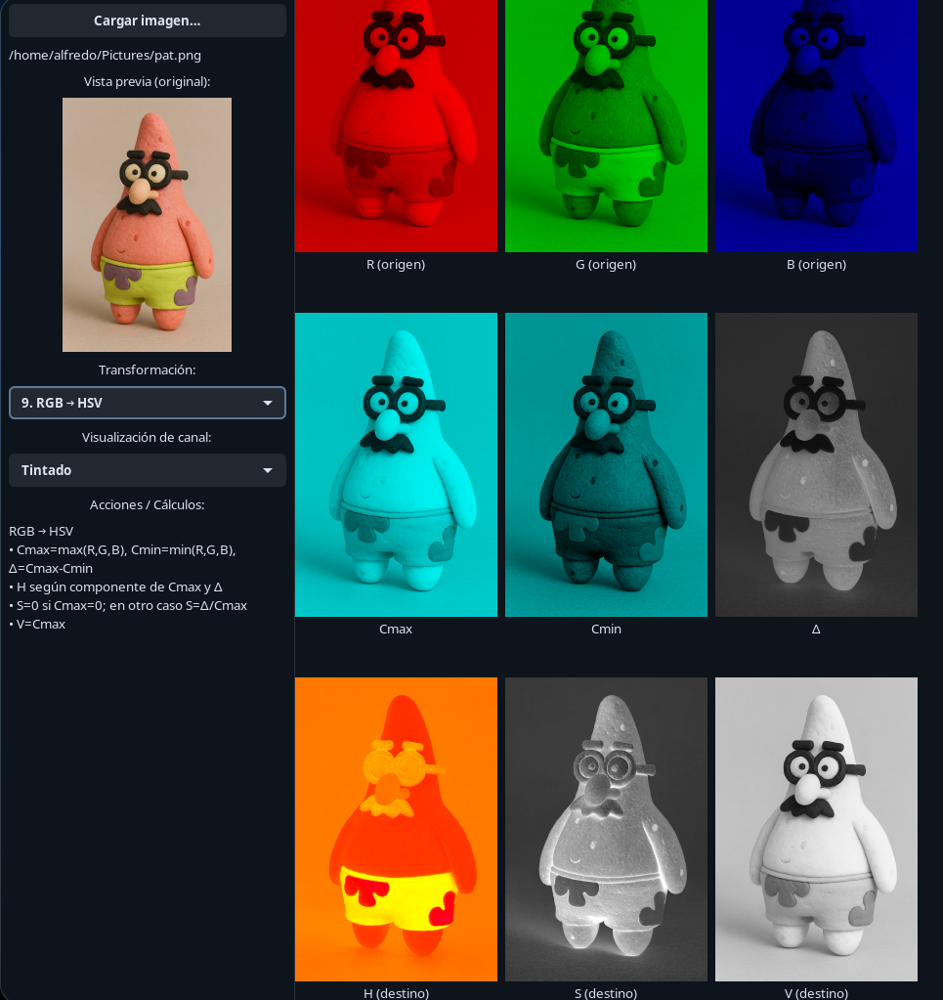 Cargar imagen...
/home/alfredo/Pictures/pat.png
Vista previa (original):
Transformación:
9. RGB → HSV
Visualización de canal:
Tintado
Acciones / Cálculos:
RGB → HSV
• Cmax=max(R,G,B), Cmin=min(R,G,B),
Δ=Cmax-Cmin
• H según componente de Cmax y Δ
• S=0 si Cmax=0; en otro caso S=Δ/Cmax
• V=Cmax
R (origen)
G (origen)
B (origen)
Cmax
Cmin
Δ
H (destino)
S (destino)
V (destino)